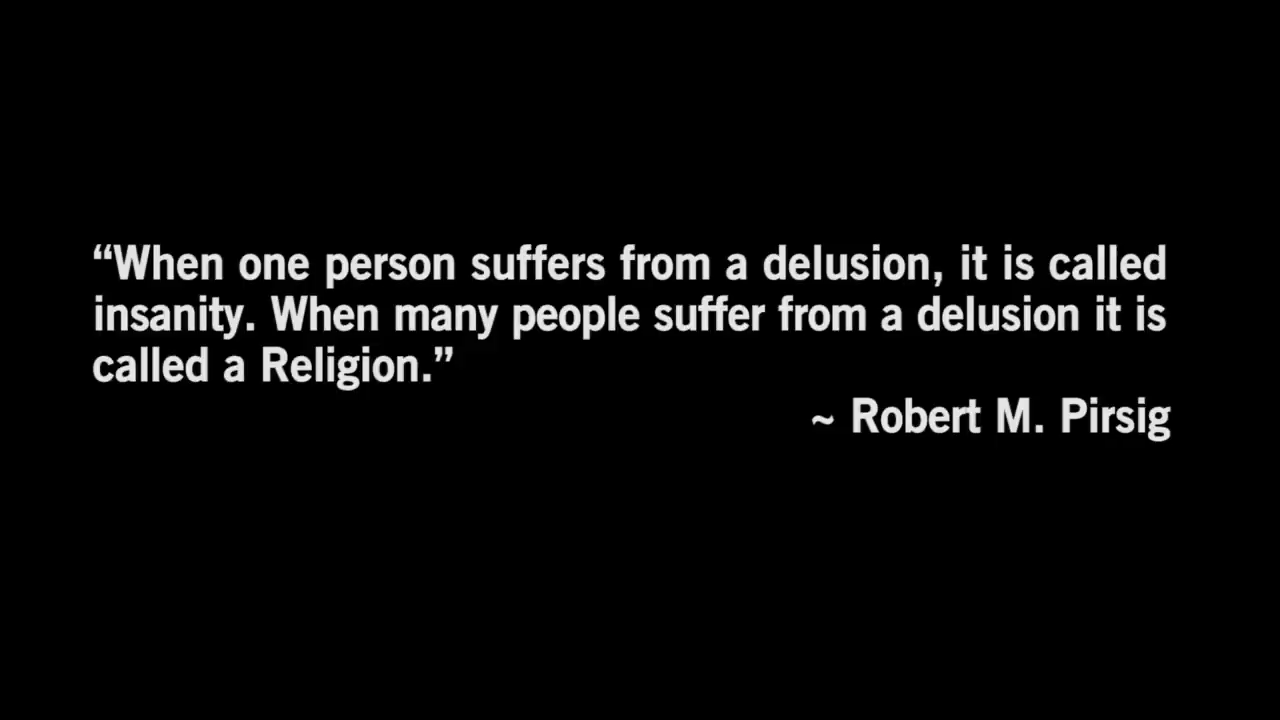 “When one person suffers from a delusion, it is called
insanity. When many people suffer from a delusion it is
called a Religion.”
~ Robert M. Pirsig